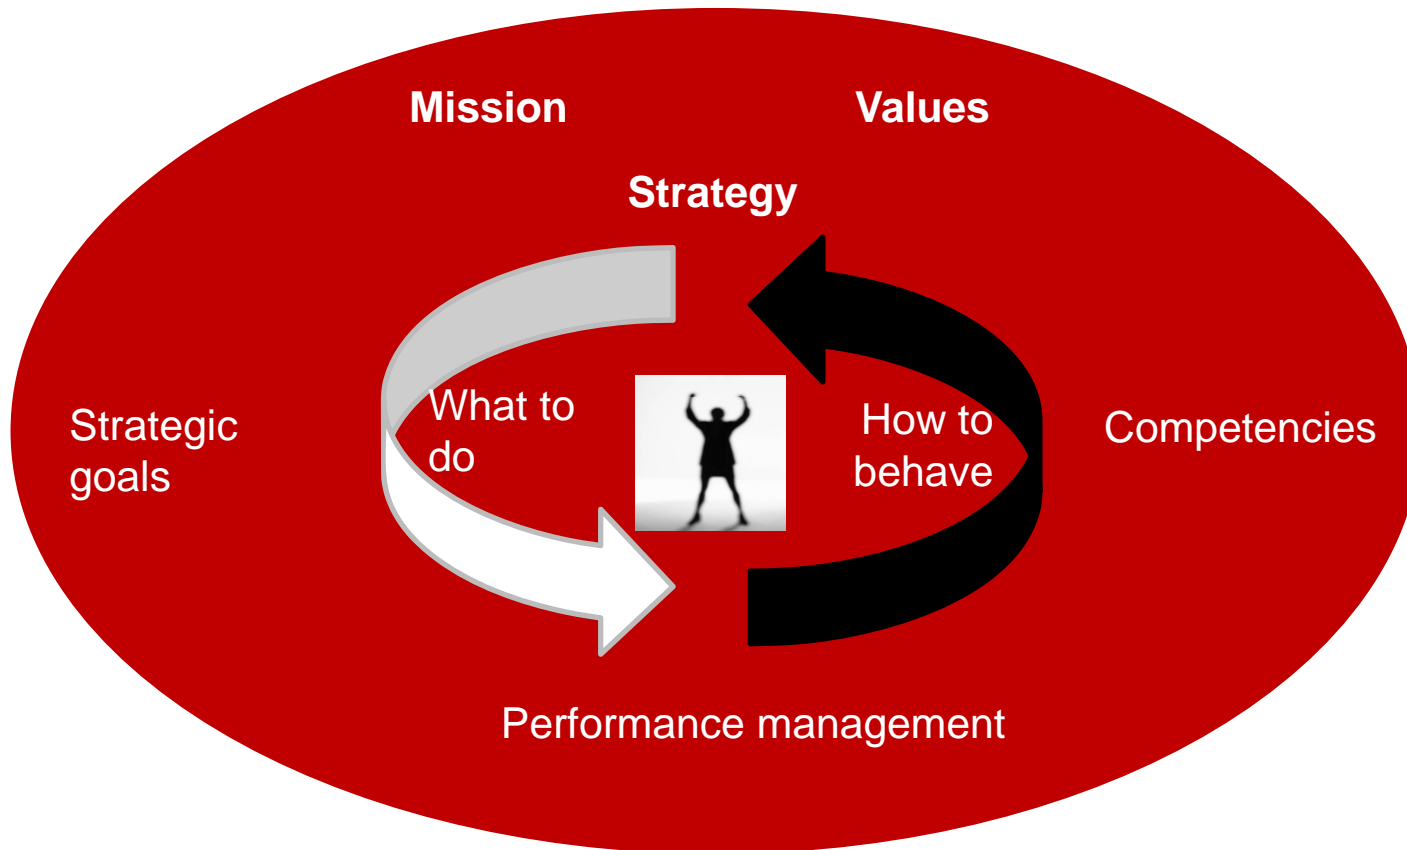 Mission
Values
Strategy
What to
do
How to
behave
Strategic
goals
Competencies
Performance management